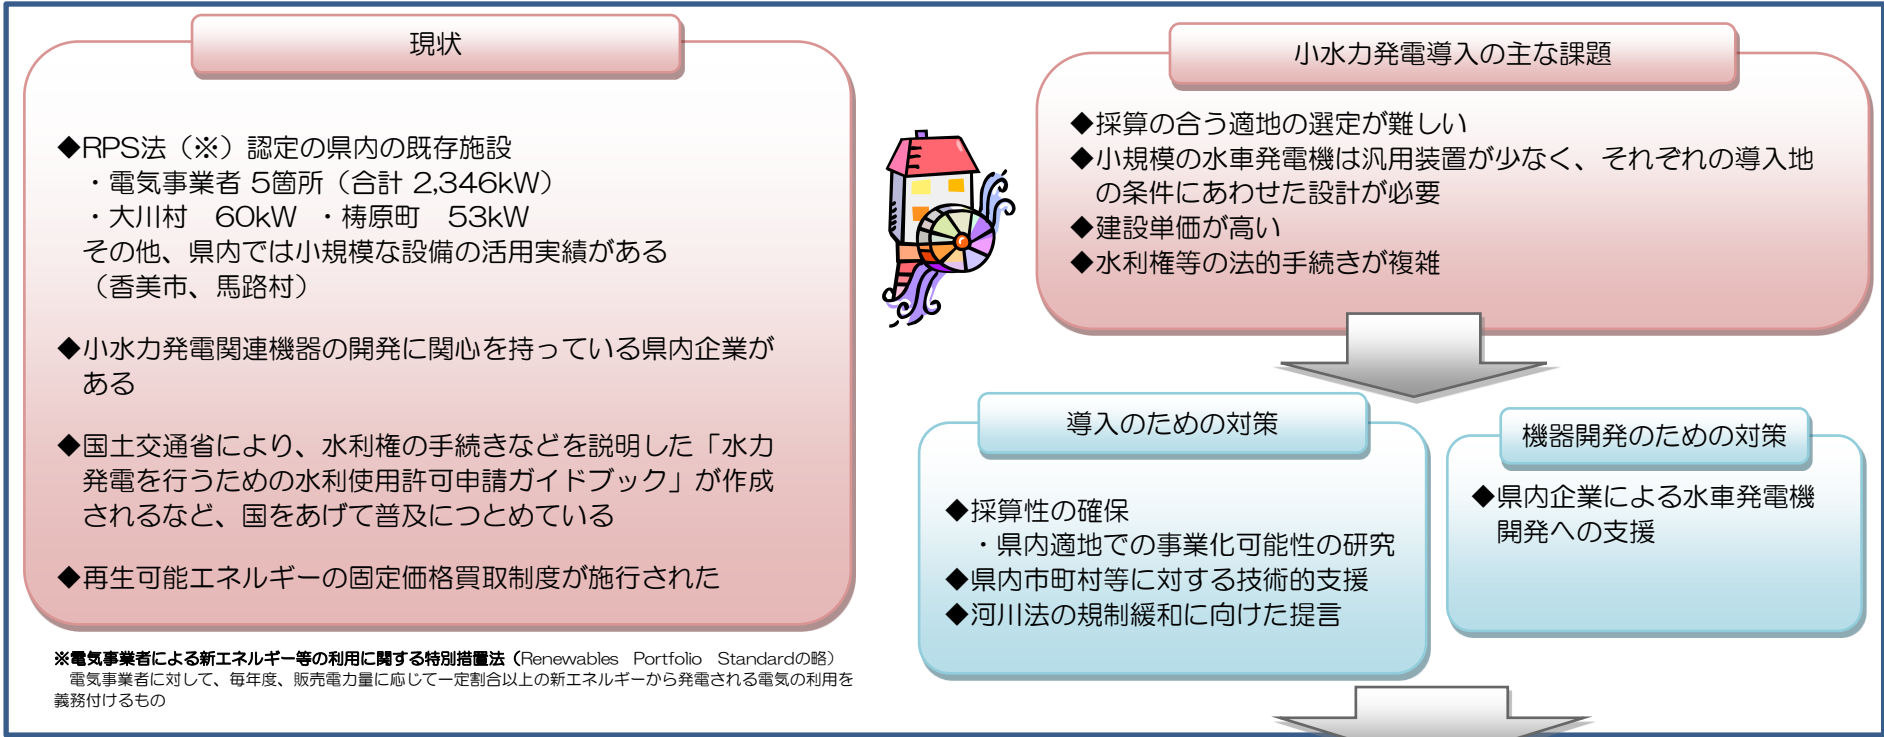 現状
◆RPS法（※）認定の県内の既存施設
・電気事業者 5箇所（合計 2,346kW）
・大川村　60kW　・梼原町　53kW
その他、県内では小規模な設備の活用実績がある
（香美市、馬路村）
◆小水力発電関連機器の開発に関心を持っている県内企業が
ある
◆国土交通省により、水利権の手続きなどを説明した「水力
発電を行うための水利使用許可申請ガイドブック」が作成
されるなど、国をあげて普及につとめている
◆再生可能エネルギーの固定価格買取制度が施行された
※電気事業者による新エネルギー等の利用に関する特別措置法（Renewables　Portfolio　Standardの略）
電気事業者に対して、毎年度、販売電力量に応じて一定割合以上の新エネルギーから発電される電気の利用を
義務付けるもの
小水力発電導入の主な課題
◆採算の合う適地の選定が難しい
◆小規模の水車発電機は汎用装置が少なく、それぞれの導入地
の条件にあわせた設計が必要
◆建設単価が高い
◆水利権等の法的手続きが複雑
導入のための対策
◆採算性の確保
・県内適地での事業化可能性の研究
◆県内市町村等に対する技術的支援
◆河川法の規制緩和に向けた提言
機器開発のための対策
◆県内企業による水車発電機
開発への支援